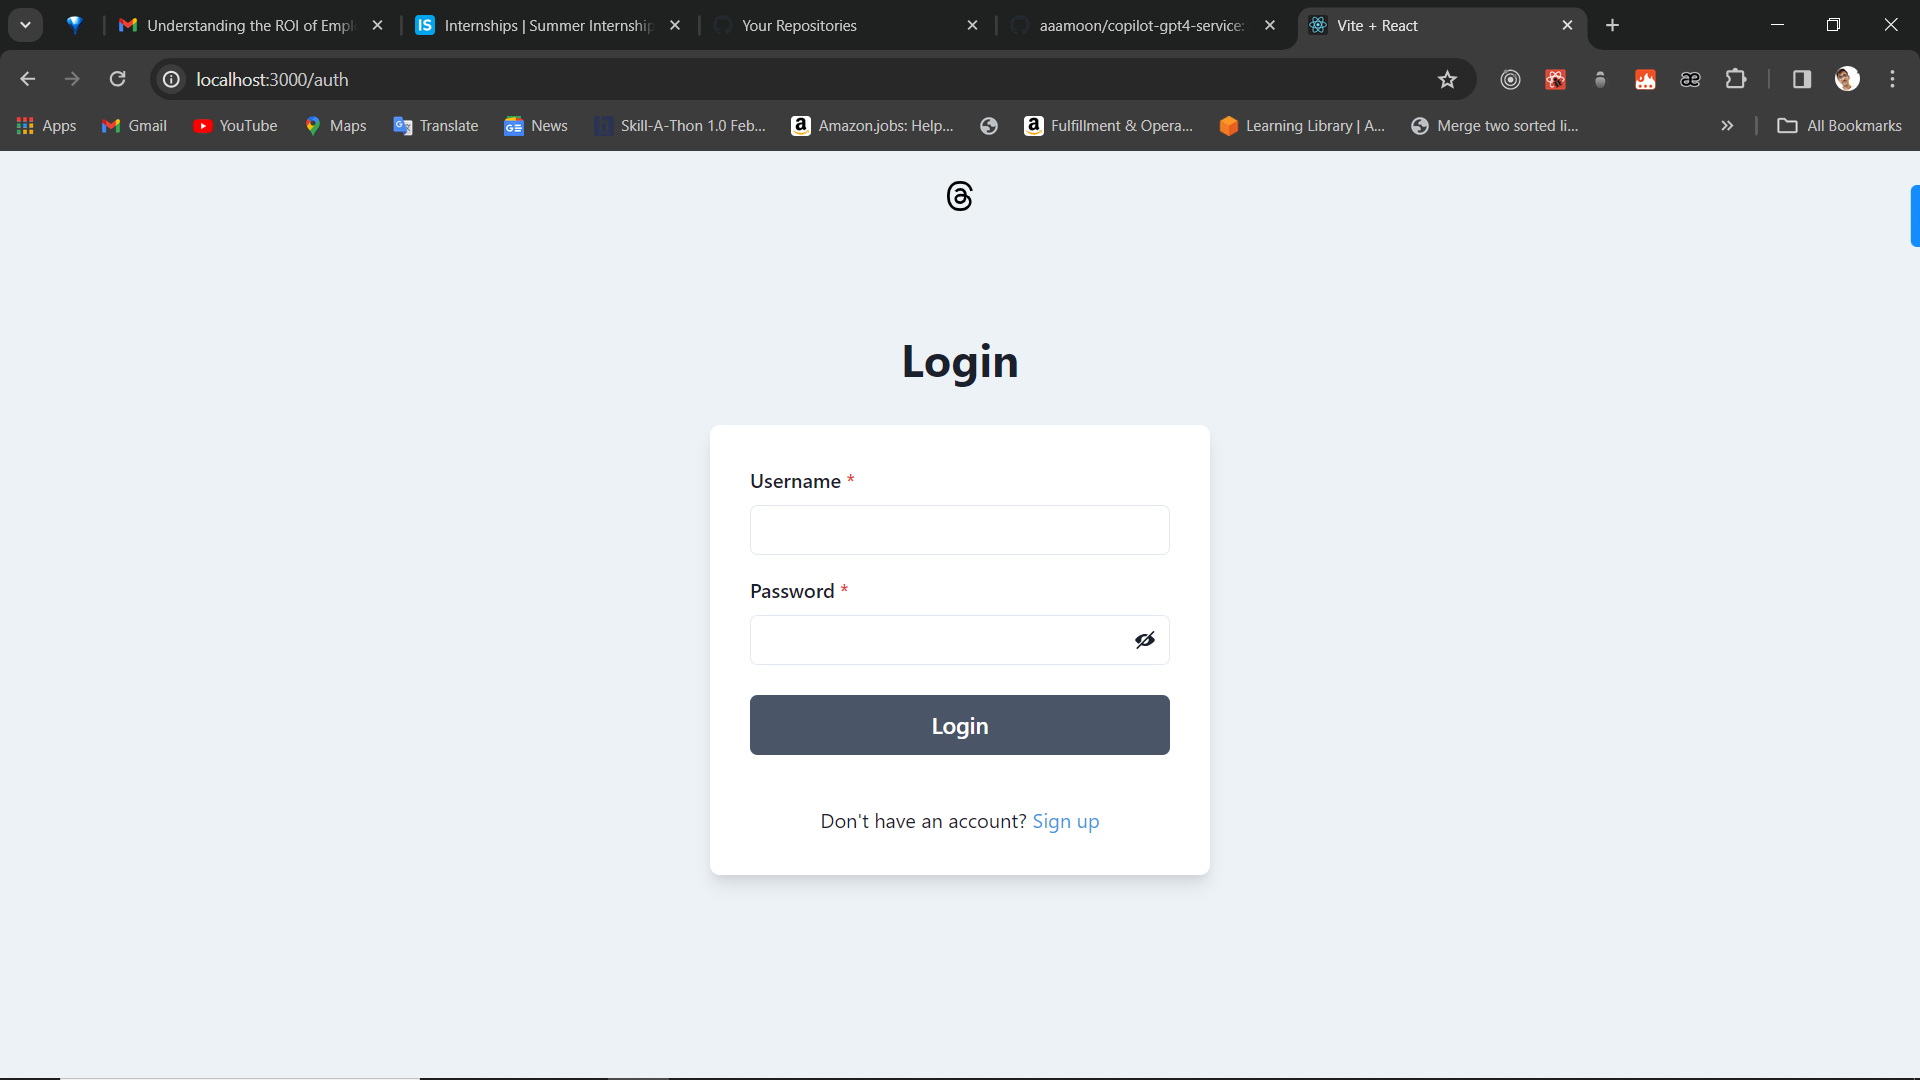 Understanding the ROI of Empl
Internships | Summer Internship
Your Repositories
aaamoon/copilot-gpt4-service:
Vite + React
localhost:3000/auth
Apps
Gmail
YouTube
Maps
Translate
News
Skill-A-Thon 1.0 Feb...
Amazon.jobs: Help...
Fulfillment & Opera...
Learning Library | A...
Merge two sorted li...
All Bookmarks
Login
Username *
Password *
Login
Don't have an account? Sign up